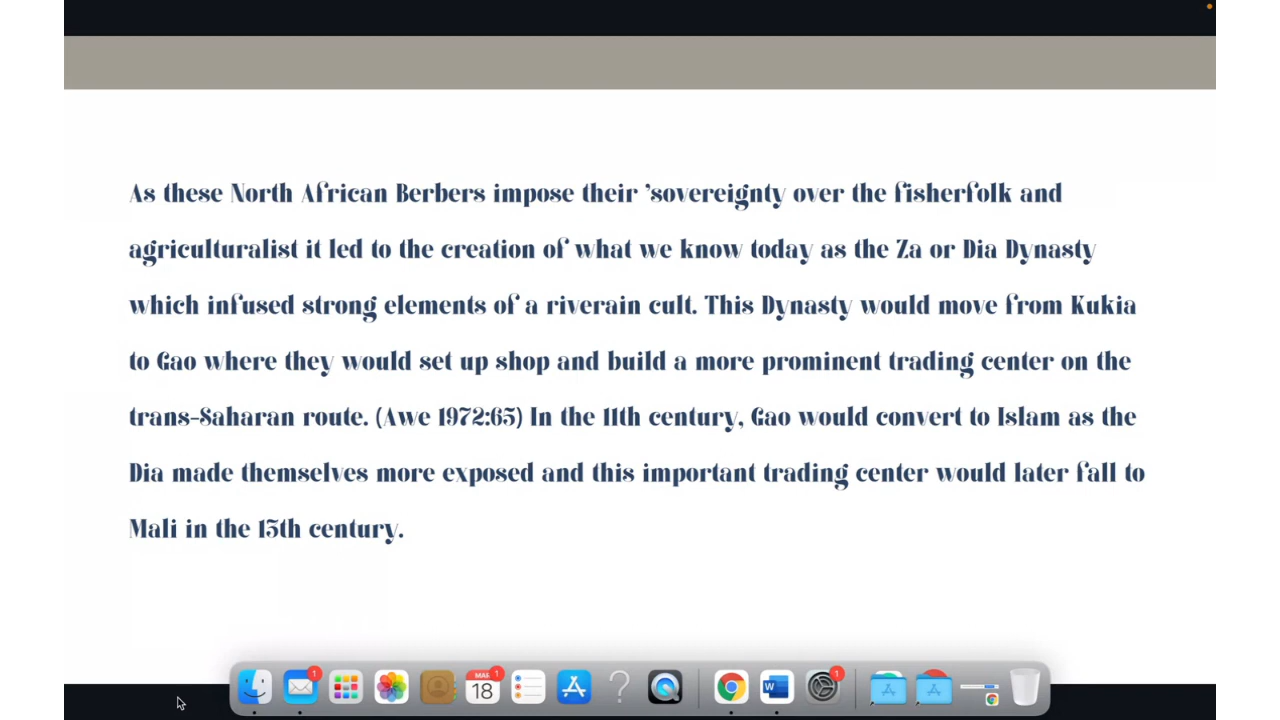 As these North African Berbers impose their 'sovereignty over the fisherfolk and
agriculturalist it led to the creation of what we know today as the Za or Dia Dynasty
which infused strong elements of a riverain cult. This Dynasty would move from Kukia
to Gao where they would set up shop and build a more prominent trading center on the
trans-Saharan route. (Awe 1972:65) In the 11th century, Gao would convert to Islam as the
Dia made themselves more exposed and this important trading center would later fall to
Mali in the 15th century.
1
18
1
1